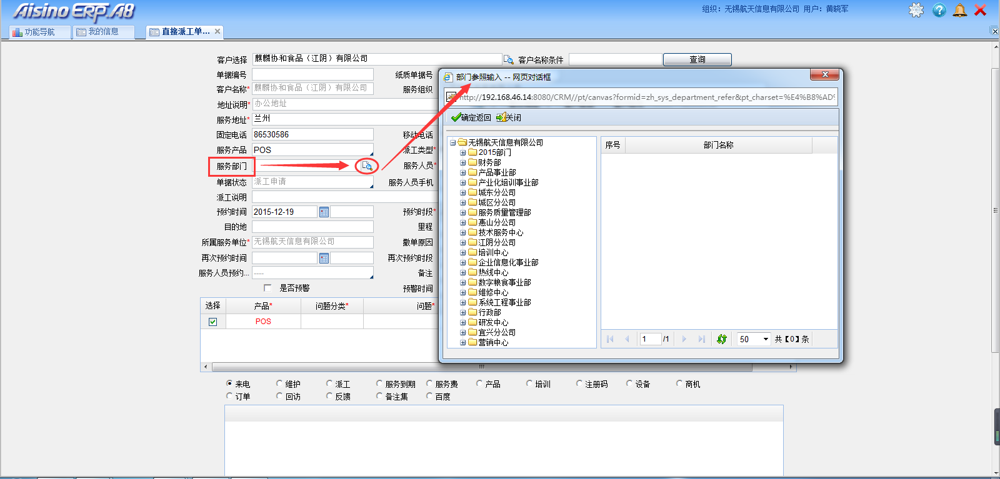 Aisino ERP.A8
组织：无锡航天信息有限公司 用户：黄晓军
功能导航
我的信息
直接派工单...
客户选择 麒麟协和食品（江阴）有限公司 客户名称条件 查询
单据编号 纸质单据号
客户名称* 麒麟协和食品（江阴）有限公司 服务组织
地址说明* 办公地址
服务地址* 兰州
固定电话 86530586 移动电话
服务产品 POS 派工类型*
服务部门 服务人员*
单据状态 派工申请 服务人员手机
派工说明
预约时间 2015-12-19 预约时段*
目的地 里程
所属服务单位* 无锡航天信息有限公司 撤单原因
再次预约时间 再次预约时段
服务人员预约... ---- 备注
是否预警 预警时间
选择 产品* 问题分类* 问题*
POS
部门参照输入 -- 网页对话框
http://192.168.46.14:8080/CRM//pt/canvas?formid=zh_sys_department_refer&pt_charset=%E4%B8%AD%
确定返回 关闭
无锡航天信息有限公司
2015部门
财务部
产品事业部
产业化培训事业部
城东分公司
城区分公司
服务质量管理部
惠山分公司
技术服务中心
江阴分公司
培训中心
企业信息化事业部
热线中心
数字粮食事业部
维修中心
系统工程事业部
行政部
研发中心
宜兴分公司
营销中心
序号 部门名称
1 /1 50 共【0】条
来电 维护 派工 服务到期 服务费 产品 培训 注册码 设备 商机
订单 回访 反馈 备注集 百度